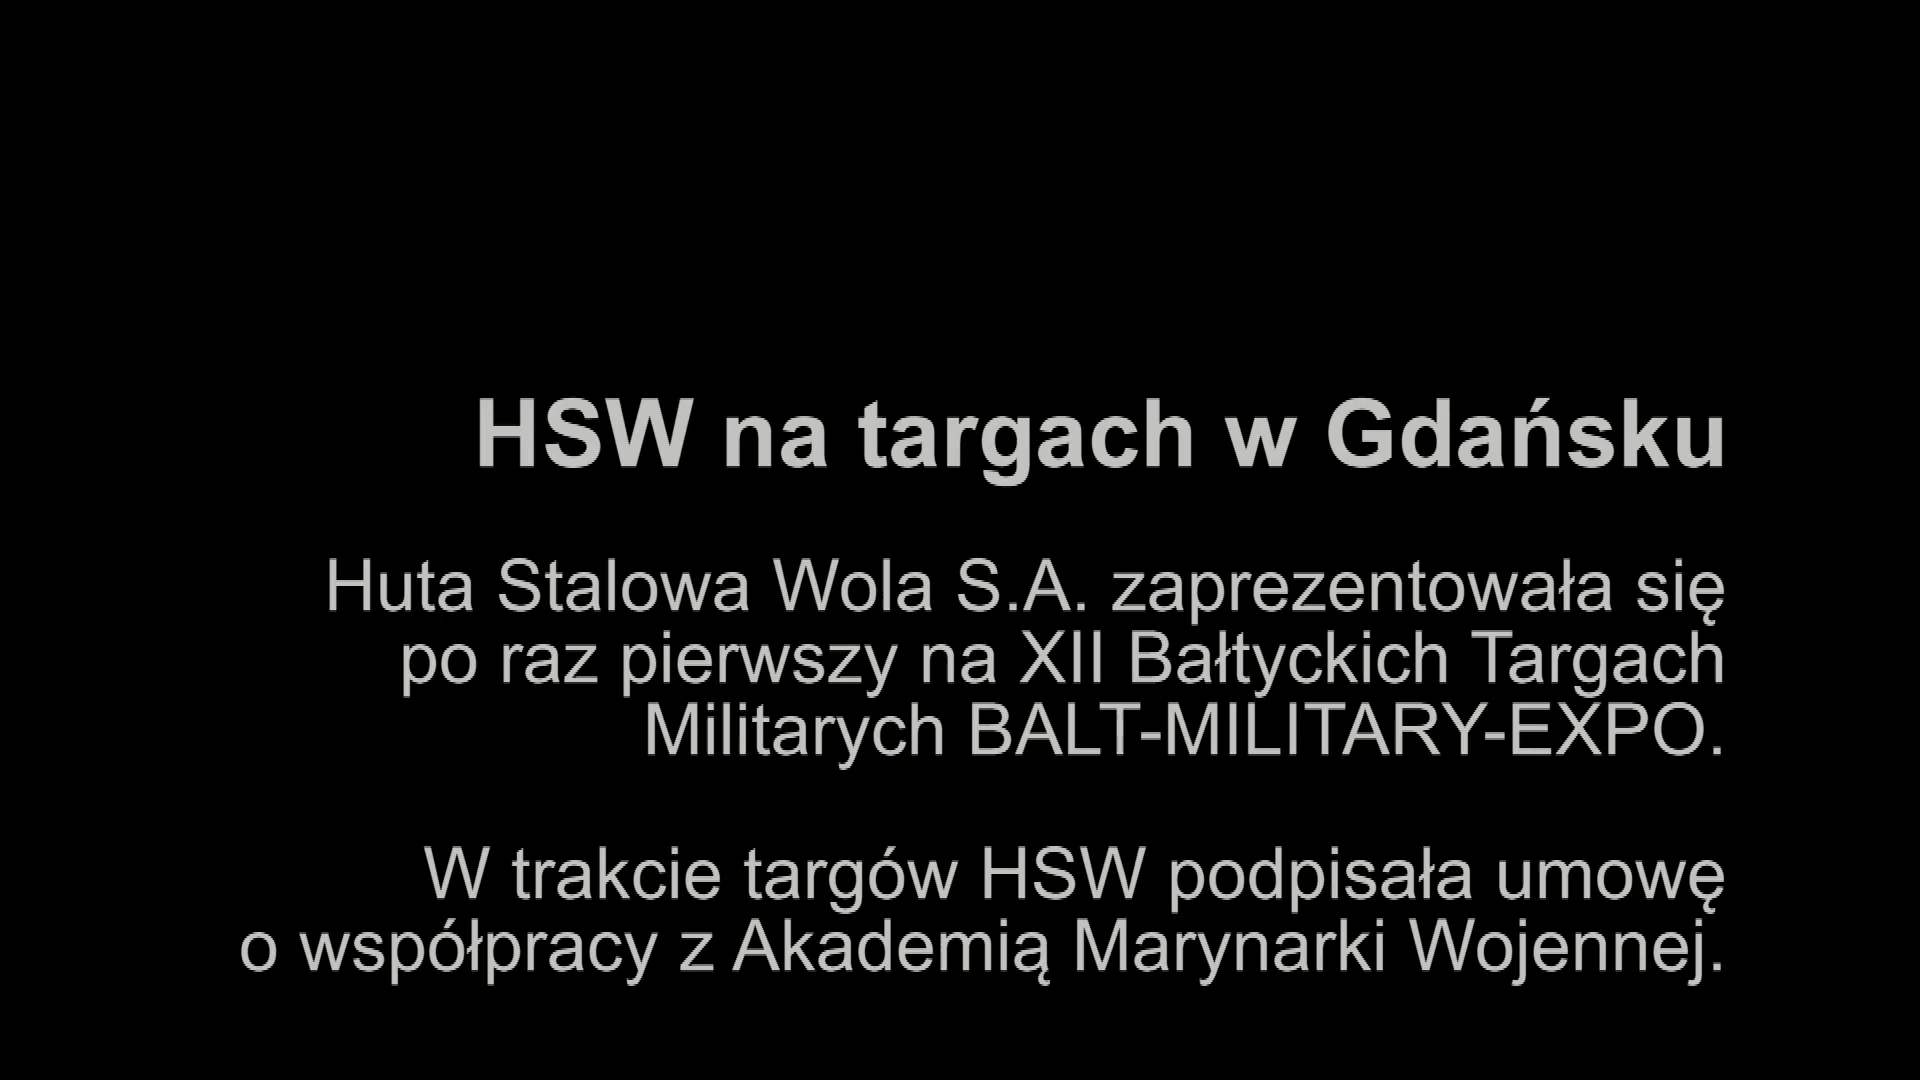 HSW na targach w Gdańsku
Huta Stalowa Wola S.A. zaprezentowała się
po raz pierwszy na XII Bałtyckich Targach
Militarych BALT-MILITARY-EXPO.
W trakcie targów HSW podpisała umowę
o współpracy z Akademią Marynarki Wojennej.